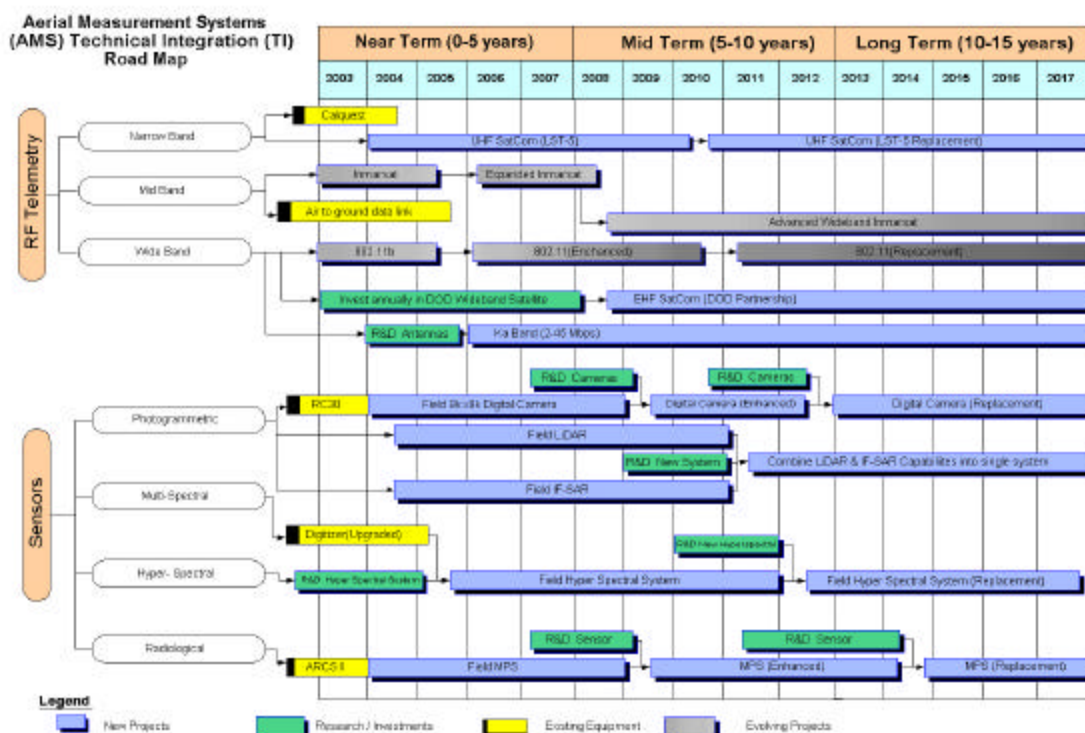 Aerial Measurement Systems
(AMS) Technical Integration (TI)
Road Map
Near Term (0-5 years)
Mid Term (5-10 years)
Long Term (10-15 years)
2003 2004 2005 2006 2007 2008 2009 2010 2011 2012 2013 2014 2015 2016 2017
RF Telemetry
Calquest
Narrow Band
UHF SatCom (LST-5)
UHF SatCom (LST-5 Replacement)
Inmarsat
Expanded Inmarsat
Mid Band
Air to ground data link
Advanced Wideband Inmarsat
Wide Band
802.11b
802.11(Enchanced)
802.11(Replacement)
Invest annually in DOD Wideband Satellite
EHF SatCom (DOD Partnership)
R&D Antennas
Ka Band (2-45 Mbps)
Sensors
R&D Cameras
R&D Cameras
Photogrammetric
RC30
Field 9kx9k Digital Camera
Digital Camera (Enhanced)
Digital Camera (Replacement)
Field LiDAR
R&D New System
Combine LiDAR & IF-SAR Capabilites into single system
Field IF-SAR
Multi-Spectral
Digitizer(Upgraded)
R&D New Hyper
Hyper- Spectral
R&D Hyper Spectral System
Field Hyper Spectral System
Field Hyper Spectral System (Replacement)
R&D Sensor
R&D Sensor
Radiological
ARCS II
Field MPS
MPS (Enhanced)
MPS (Replacement)
Legend
New Projects
Research / Investments
Existing Equipment
Evolving Projects